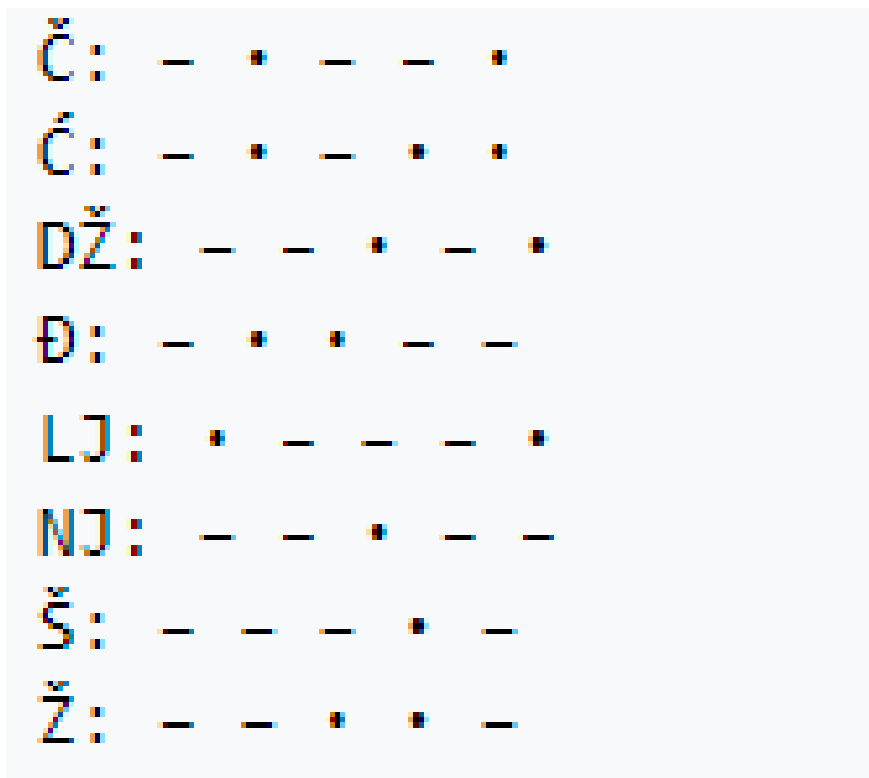 Č: – • – – •
Ć: – • – • •
DŽ: – – • – •
Đ: – • • – –
LJ: • – – – •
NJ: – – • – –
Š: – – – • –
Ž: – – • • –